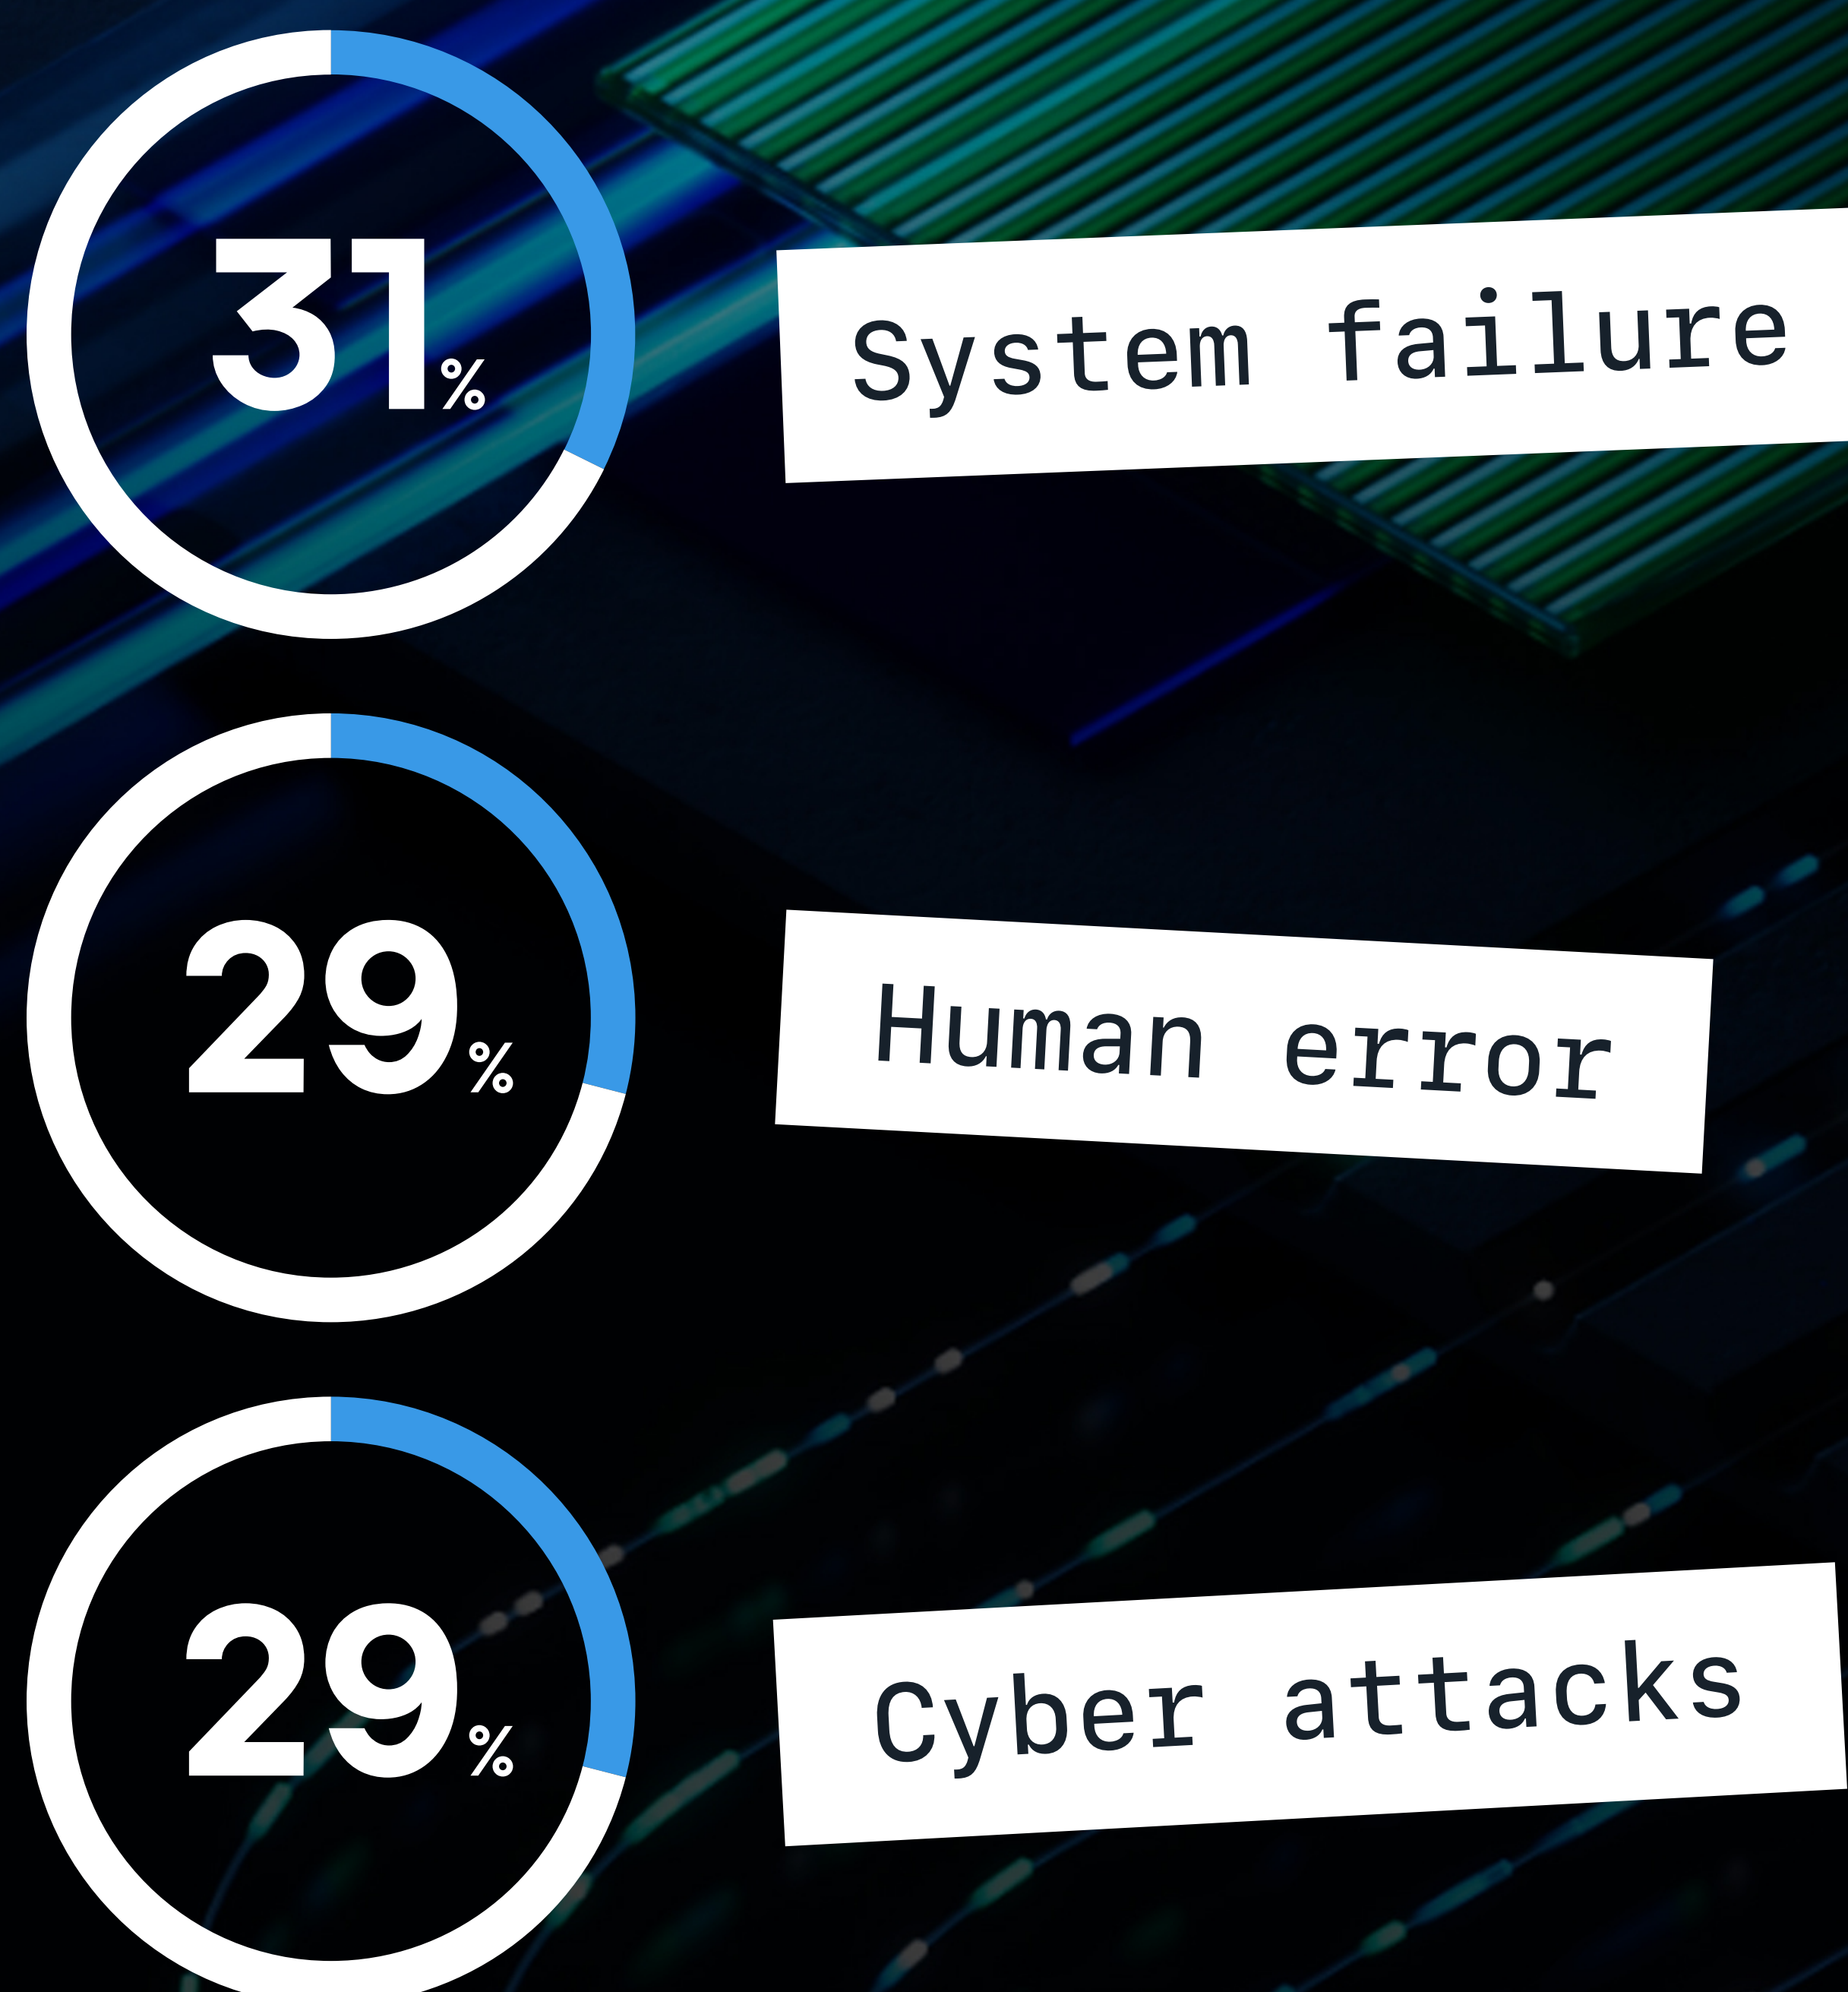 31%
System failure
29%
Human error
29%
Cyber attacks